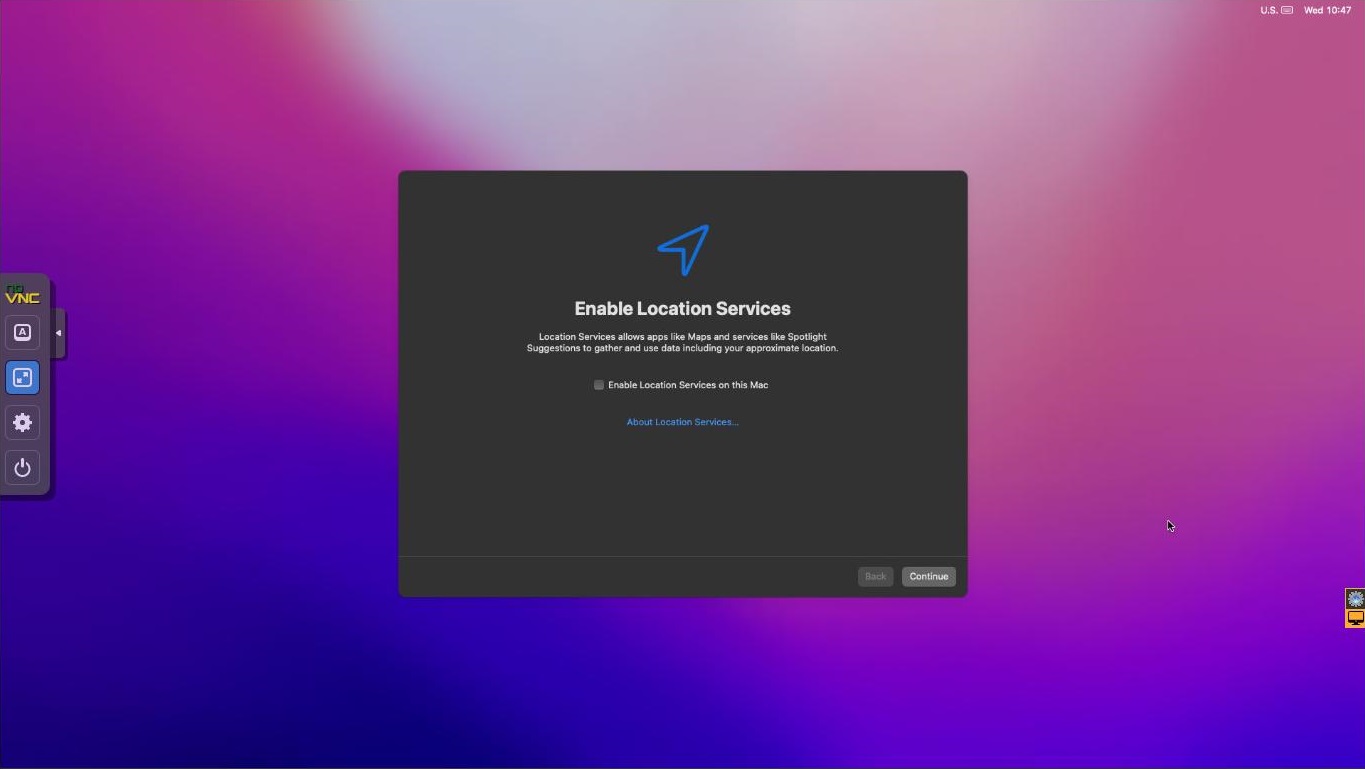 U.S. Wed 10:47
Enable Location Services
Location Services allows apps like Maps and services like Spotlight
Suggestions to gather and use data including your approximate location.
Enable Location Services on this Mac
About Location Services...
no
VNC
A
Back Continue